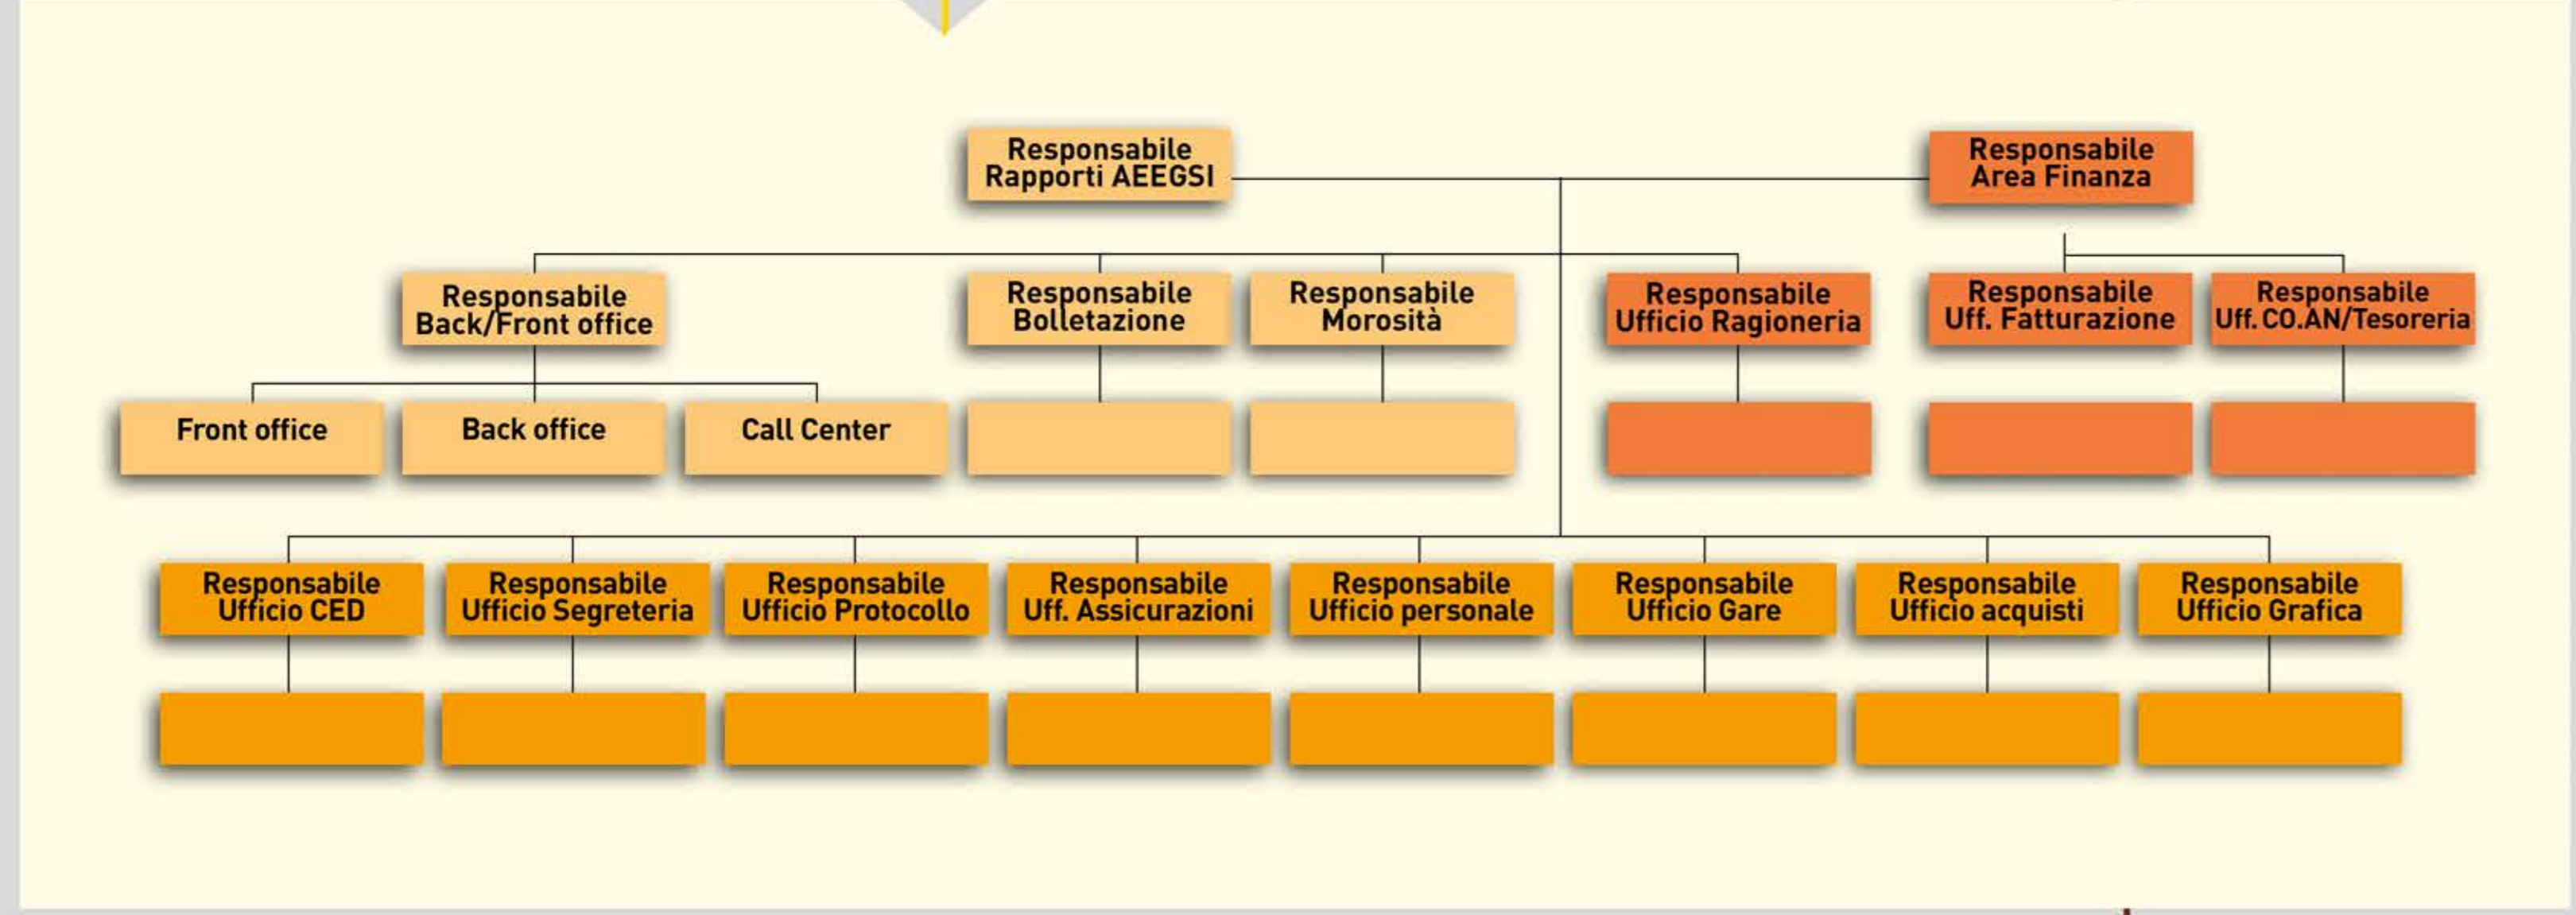 Responsabile
Rapporti AEEGSI
Responsabile
Area Finanza
Responsabile
Back/Front office
Responsabile
Bolletazione
Responsabile
Morosità
Responsabile
Ufficio Ragioneria
Responsabile
Uff. Fatturazione
Responsabile
Uff. CO.AN/Tesoreria
Front office
Back office
Call Center
Responsabile
Ufficio CED
Responsabile
Ufficio Segreteria
Responsabile
Ufficio Protocollo
Responsabile
Uff. Assicurazioni
Responsabile
Ufficio personale
Responsabile
Ufficio Gare
Responsabile
Ufficio acquisti
Responsabile
Ufficio Grafica